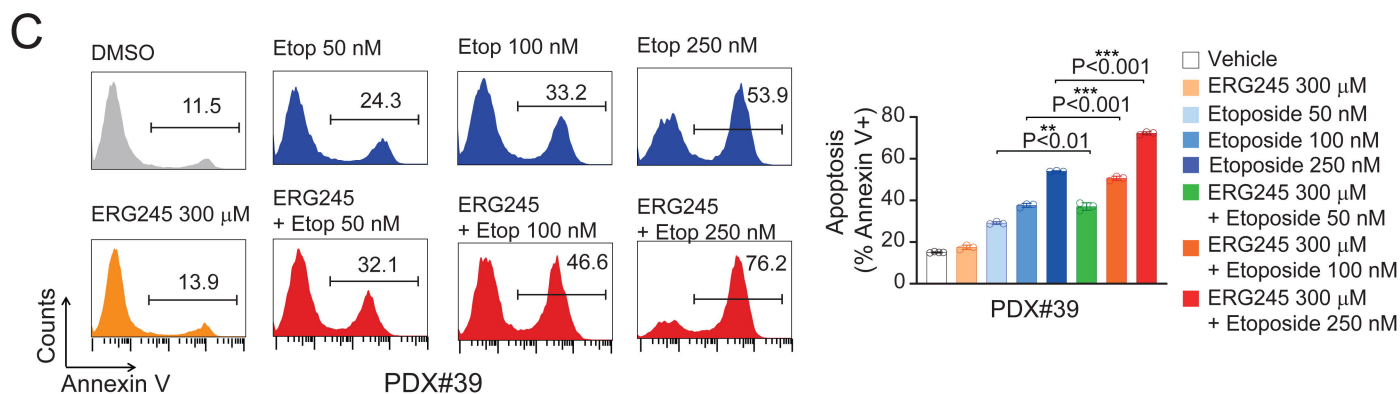 C
DMSO
11.5
Etop 50 nM
24.3
Etop 100 nM
33.2
Etop 250 nM
53.9
ERG245 300 μM
13.9
ERG245
+ Etop 50 nM
32.1
ERG245
+ Etop 100 nM
46.6
ERG245
+ Etop 250 nM
76.2
Counts
Annexin V
PDX#39
Apoptosis
(% Annexin V+)
80
60
40
20
0
***
P<0.001
***
P<0.001
**
P<0.01
PDX#39
Vehicle
ERG245 300 μM
Etoposide 50 nM
Etoposide 100 nM
Etoposide 250 nM
ERG245 300 μM
+ Etoposide 50 nM
ERG245 300 μM
+ Etoposide 100 nM
ERG245 300 μM
+ Etoposide 250 nM